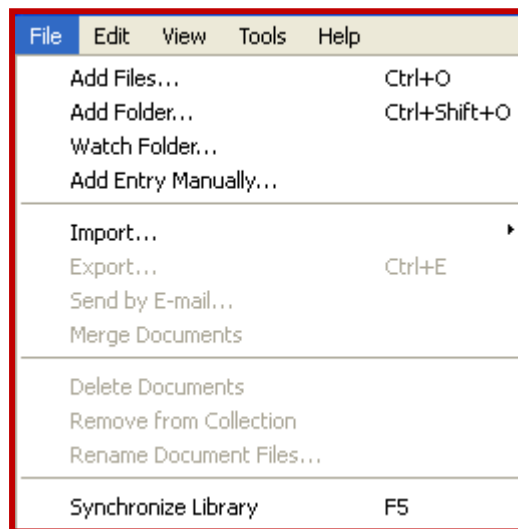 File Edit View Tools Help
Add Files... Ctrl+O
Add Folder... Ctrl+Shift+O
Watch Folder...
Add Entry Manually...
Import...
Export... Ctrl+E
Send by E-mail...
Merge Documents
Delete Documents
Remove from Collection
Rename Document Files...
Synchronize Library F5